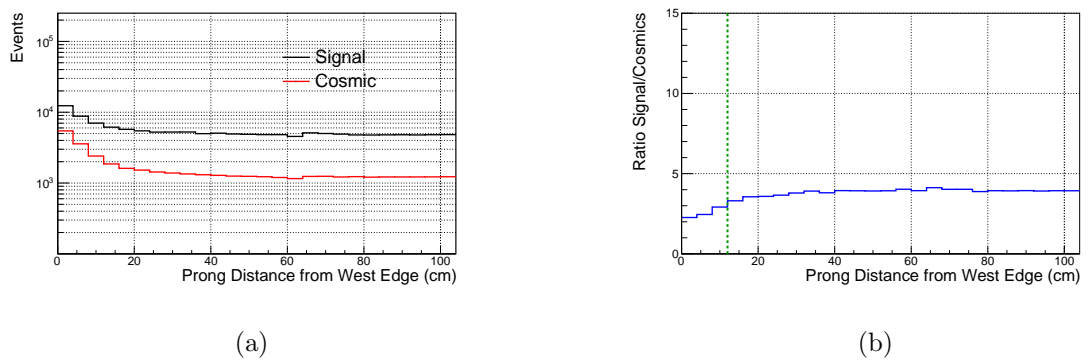 Events
10^5
10^4
10^3
Signal
Cosmic
0 20 40 60 80 100
Prong Distance from West Edge (cm)
(a)
Ratio Signal/Cosmics
15
10
5
0
0 20 40 60 80 100
Prong Distance from West Edge (cm)
(b)